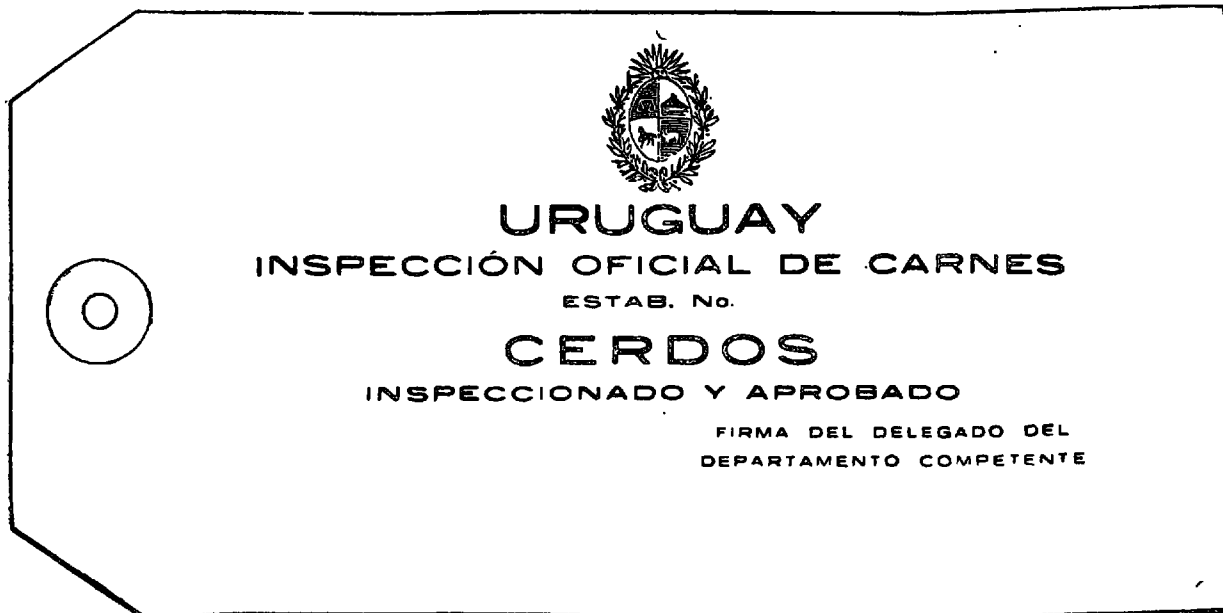 URUGUAY
INSPECCIÓN OFICIAL DE CARNES
ESTAB. No.
CERDOS
INSPECCIONADO Y APROBADO
FIRMA DEL DELEGADO DEL
DEPARTAMENTO COMPETENTE